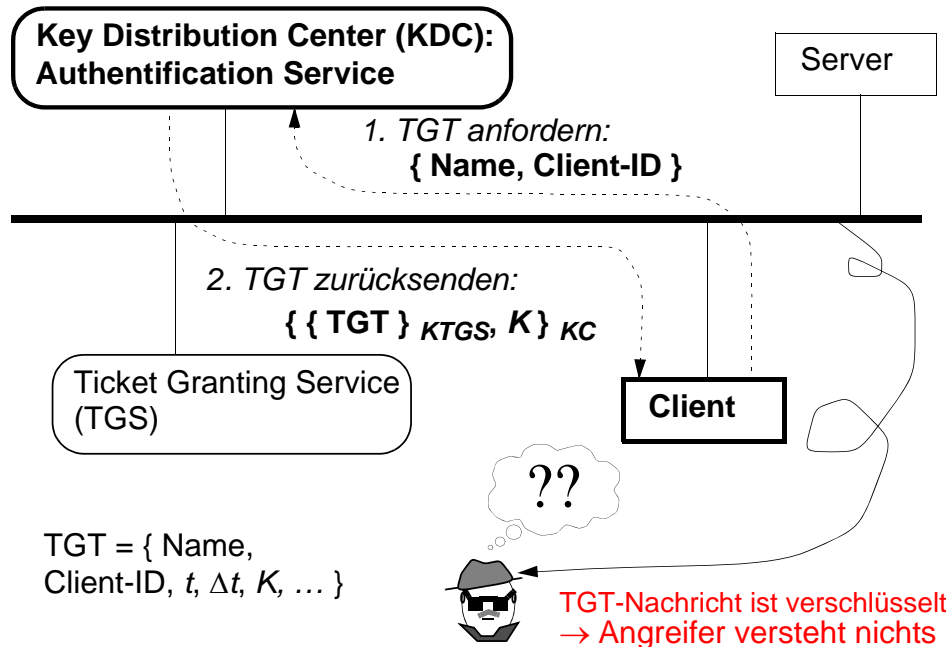 Key Distribution Center (KDC):
Authentification Service
Server
1. TGT anfordern:
{ Name, Client-ID }
2. TGT zurücksenden:
{ { TGT } KTGS, K } KC
Ticket Granting Service
(TGS)
Client
??
TGT = { Name,
Client-ID, t, Δt, K, … }
TGT-Nachricht ist verschlüsselt
→ Angreifer versteht nichts